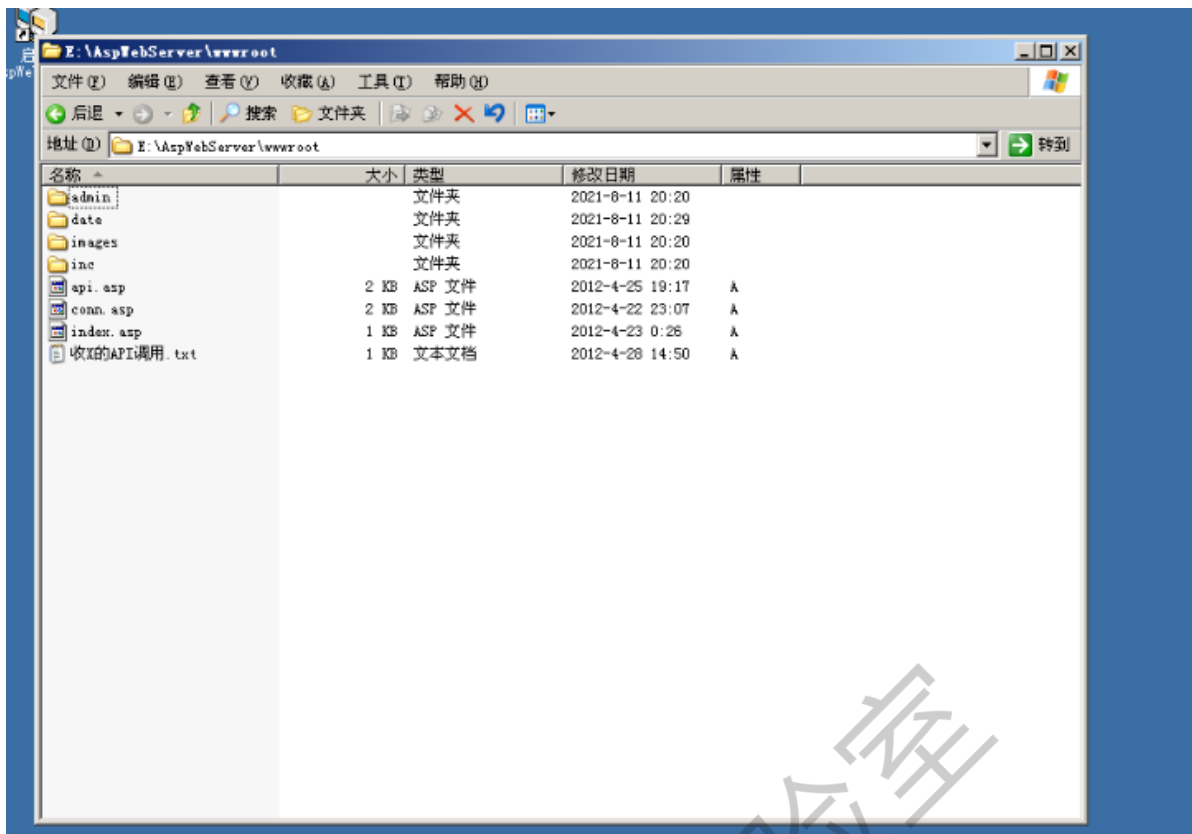 启
spWe
E:\AspWebServer\wwwroot
文件(F) 编辑(E) 查看(V) 收藏(A) 工具(T) 帮助(H)
后退 搜索 文件夹
地址(D) E:\AspWebServer\wwwroot 转到
名称 大小 类型 修改日期 属性
admin 文件夹 2021-8-11 20:20
date 文件夹 2021-8-11 20:29
images 文件夹 2021-8-11 20:20
inc 文件夹 2021-8-11 20:20
api.asp 2 KB ASP 文件 2012-4-25 19:17 A
conn.asp 2 KB ASP 文件 2012-4-22 23:07 A
index.asp 1 KB ASP 文件 2012-4-23 0:26 A
收X的API调用.txt 1 KB 文本文档 2012-4-28 14:50 A
验室